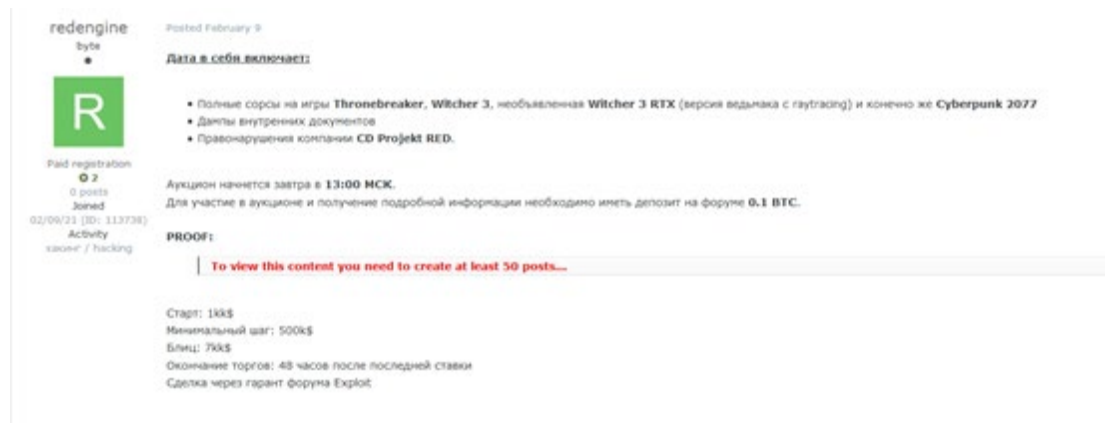 redengine
byte
R
Paid registration
2
0 posts
Joined
02/09/21 (ID: 113738)
Activity
хакинг / hacking
Posted February 9
Дата в себя включает:
Полные сорсы на игры Thronebreaker, Witcher 3, необъявленная Witcher 3 RTX (версия ведьмака с raytracing) и конечно же Cyberpunk 2077
Дампы внутренних документов
Правонарушения компании CD Projekt RED.
Аукцион начнется завтра в 13:00 МСК.
Для участие в аукционе и получение подробной информации необходимо иметь депозит на форуме 0.1 BTC.
PROOF:
To view this content you need to create at least 50 posts...
Старт: 1kk$
Минимальный шаг: 500k$
Блиц: 7kk$
Окончание торгов: 48 часов после последней ставки
Сделка через гарант форума Exploit